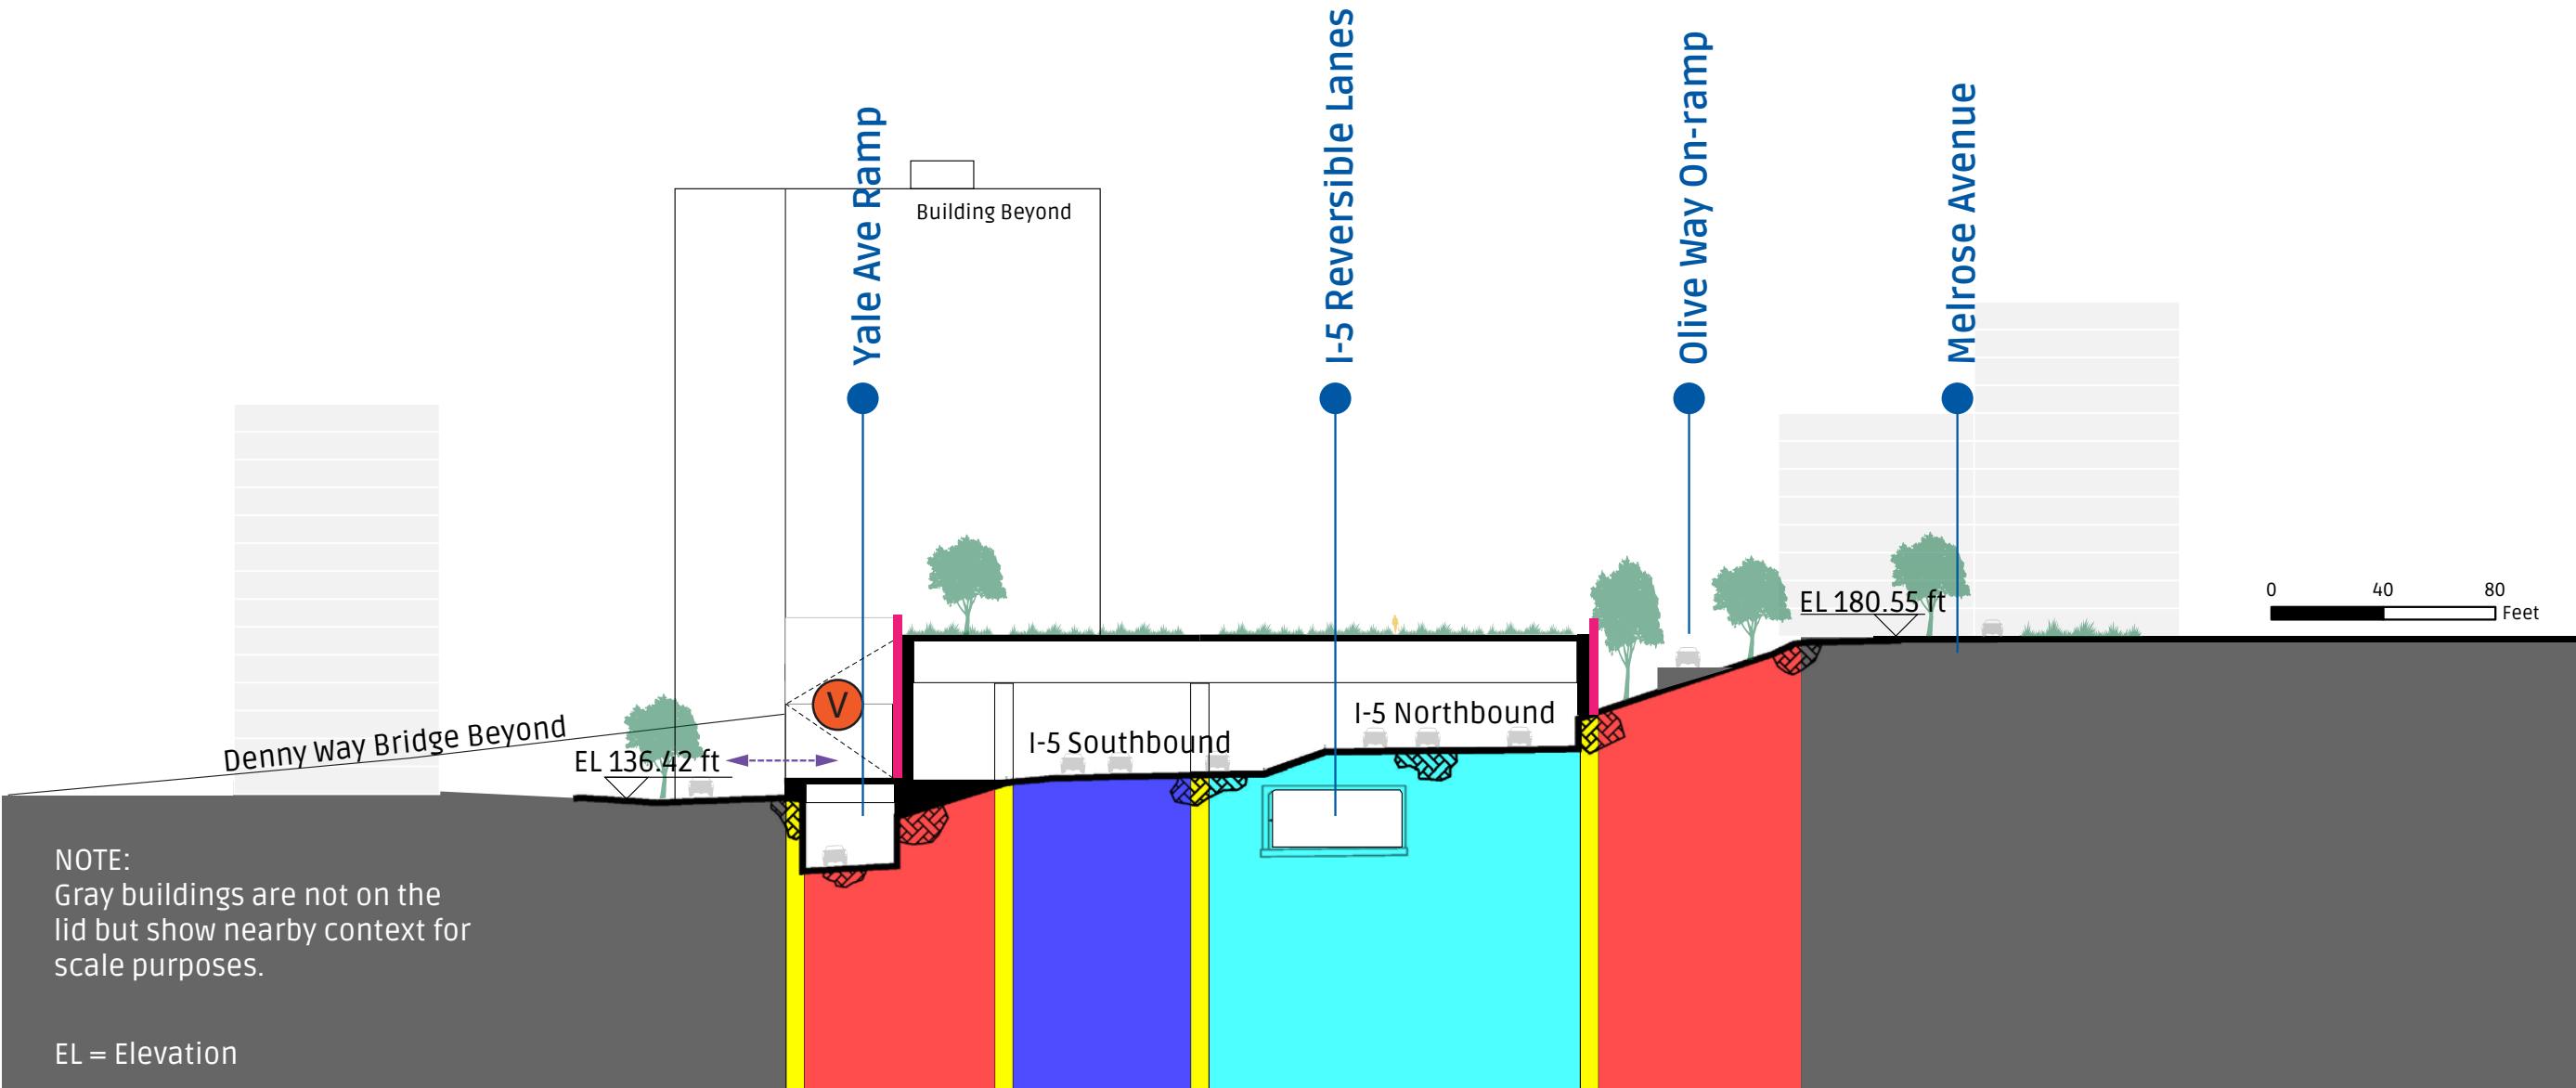 Yale Ave Ramp
I-5 Reversible Lanes
Olive Way On-ramp
Melrose Avenue
Building Beyond
0 40 80
Feet
EL 180.55 ft
V
I-5 Northbound
I-5 Southbound
Denny Way Bridge Beyond
EL 136.42 ft
NOTE:
Gray buildings are not on the
lid but show nearby context for
scale purposes.
EL = Elevation